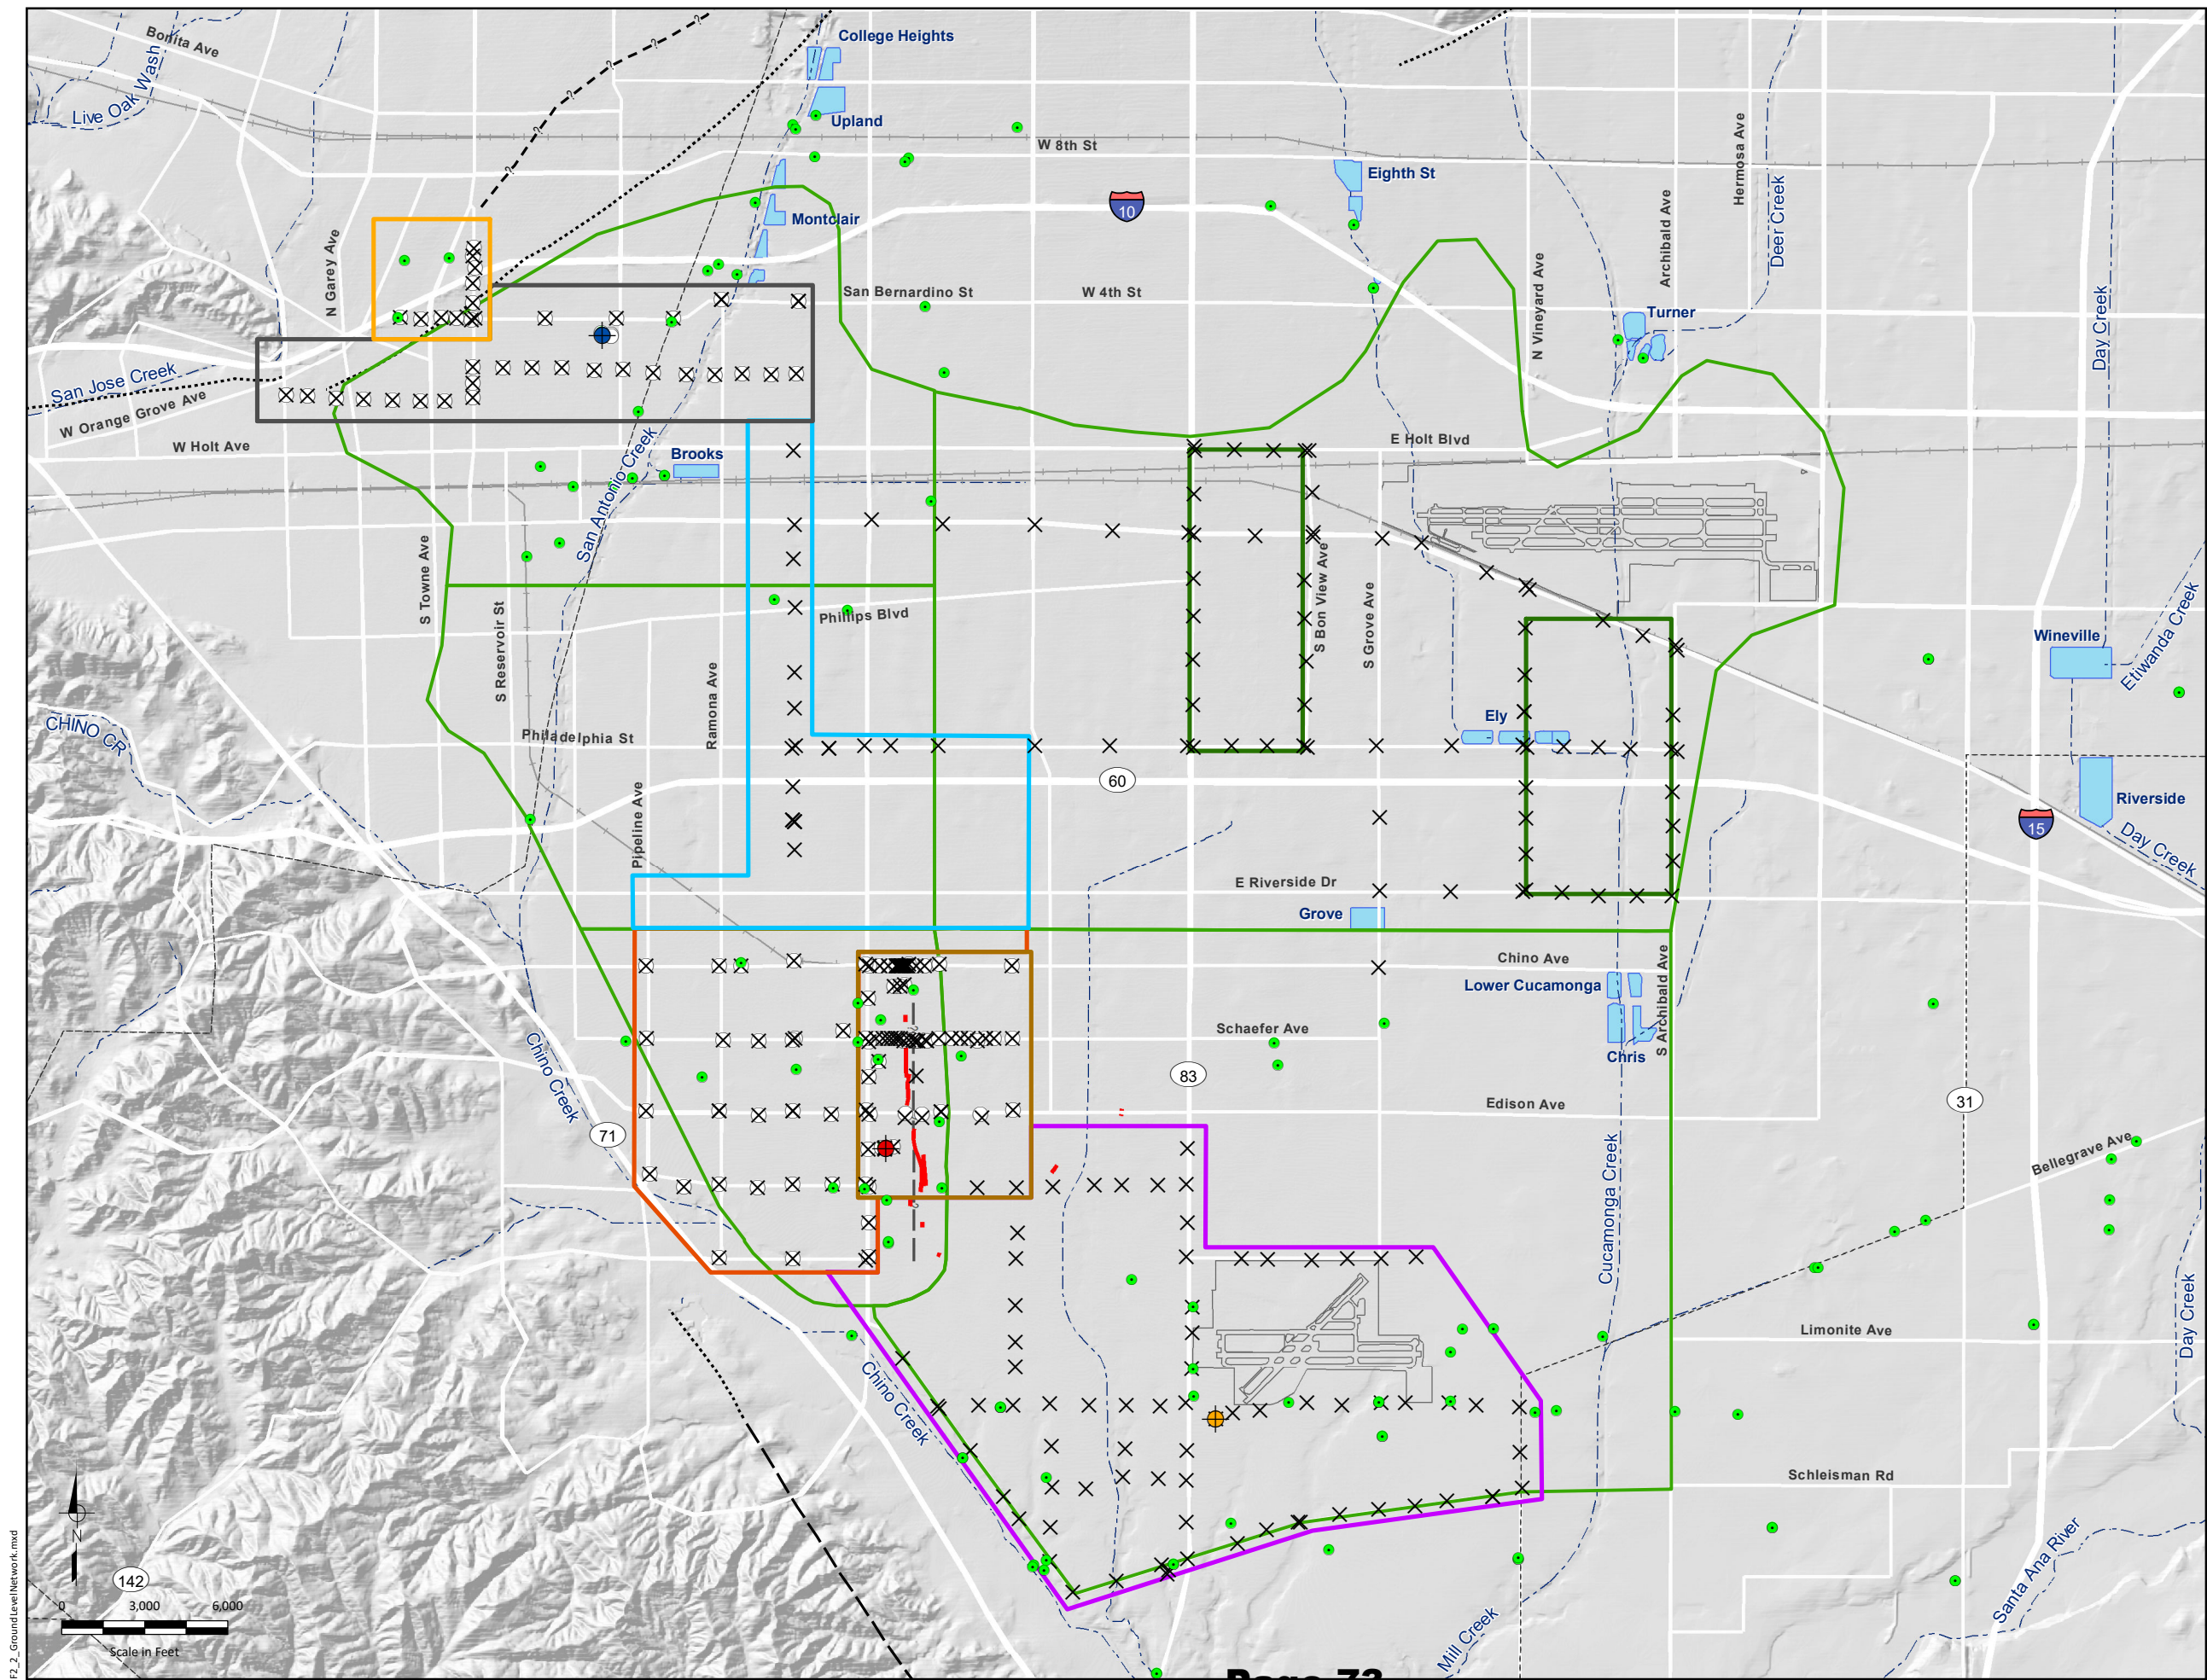 College Heights
Bonita Ave
Live Oak Wash
Upland
W 8th St
Eighth St
Hermosa Ave
Deer Creek
Archibald Ave
10
Montclair
N Garey Ave
San Bernardino St
W 4th St
N Vineyard Ave
Turner
Day Creek
San Jose Creek
W Orange Grove Ave
W Holt Ave
E Holt Blvd
Brooks
San Antonio Creek
S Towne Ave
S Reservoir St
Phillips Blvd
S Bon View Ave
S Grove Ave
Wineville
Etiwanda Creek
Ramona Ave
CHINO CR
Philadelphia St
Ely
60
Pipeline Ave
Riverside
15
Day Creek
E Riverside Dr
Grove
Chino Ave
Lower Cucamonga
S Archibald Ave
Schaefer Ave
Chris
Chino Creek
83
31
Edison Ave
71
Bellegrave Ave
Cucamonga Creek
Limonite Ave
Day Creek
Chino Creek
Schleisman Rd
Santa Ana River
N
142
0 3,000 6,000
Scale in Feet
Mill Creek
F2_2_GroundLevelNetwork.mxd
Page 73
? ? ? ?